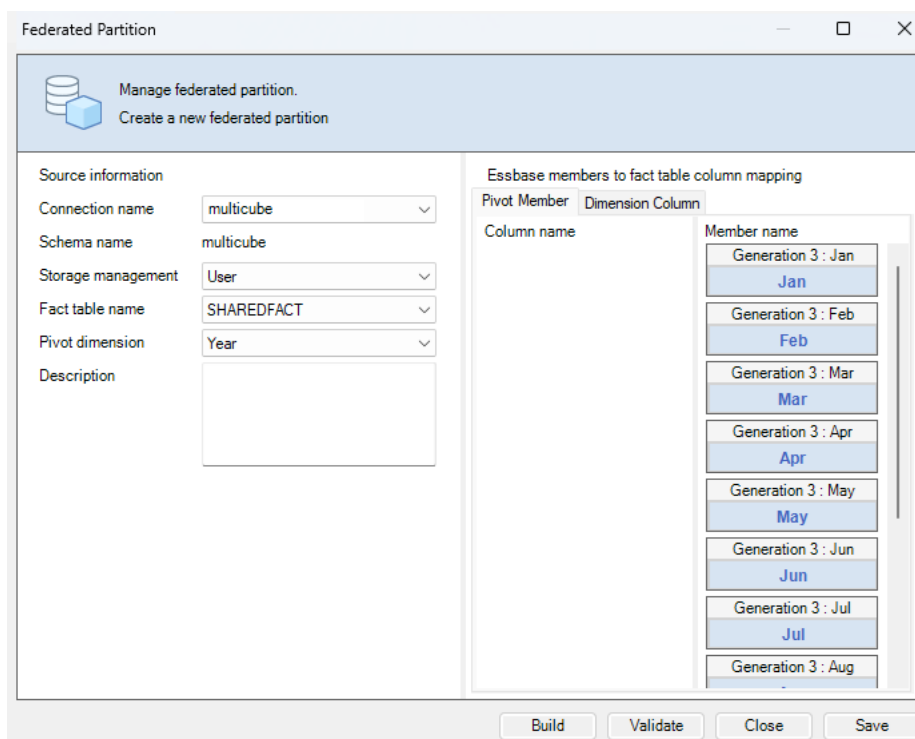 Federated Partition
Manage federated partition.
Create a new federated partition
Source information
Connection name
multicube
Schema name
multicube
Storage management
User
Fact table name
SHAREDFACT
Pivot dimension
Year
Description
Essbase members to fact table column mapping
Pivot Member
Dimension Column
Column name
Member name
Generation 3 : Jan
Jan
Generation 3 : Feb
Feb
Generation 3 : Mar
Mar
Generation 3 : Apr
Apr
Generation 3 : May
May
Generation 3 : Jun
Jun
Generation 3 : Jul
Jul
Generation 3 : Aug
Build
Validate
Close
Save